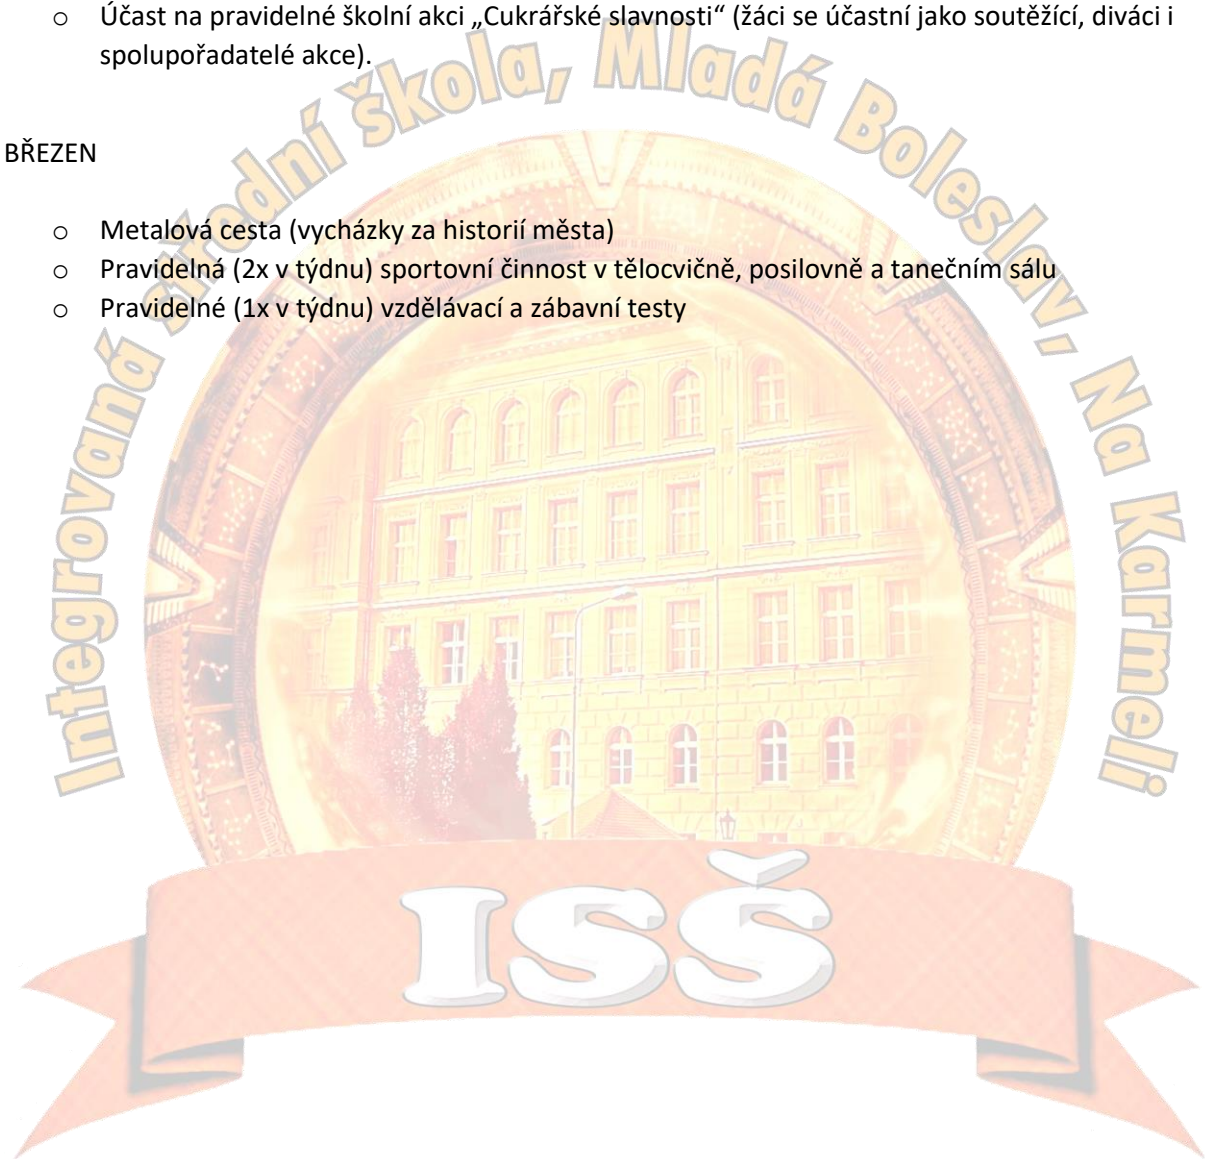 o Účast na pravidelné školní akci „Cukrářské slavnosti“ (žáci se účastní jako soutěžící, diváci i
spolupořadatelé akce).
Integrovaná střední škola, Mladá Boleslav, Na Karmeli
BŘEZEN
o Metalová cesta (vycházky za historií města)
o Pravidelná (2x v týdnu) sportovní činnost v tělocvičně, posilovně a tanečním sálu
o Pravidelné (1x v týdnu) vzdělávací a zábavní testy
ISŠ